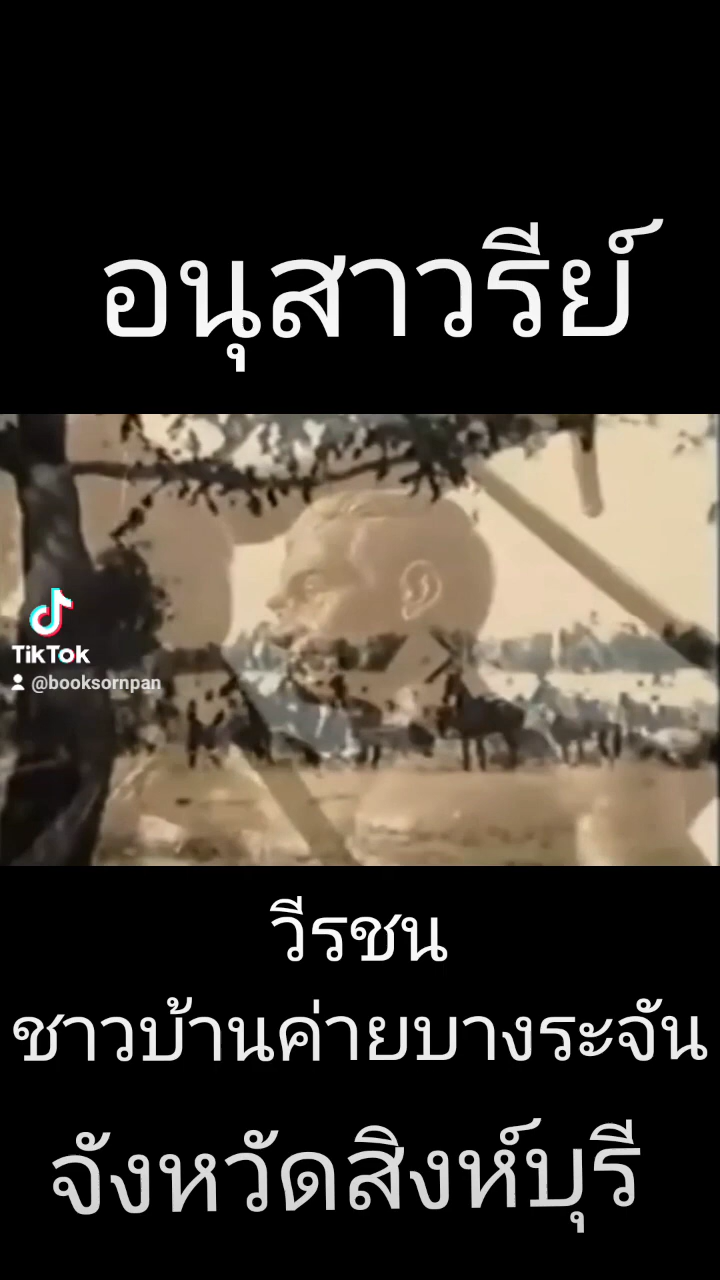 อนุสาวรีย์
TikTok
@booksornpan
วีรชน
ชาวบ้านค่ายบางระจัน
จังหวัดสิงห์บุรี